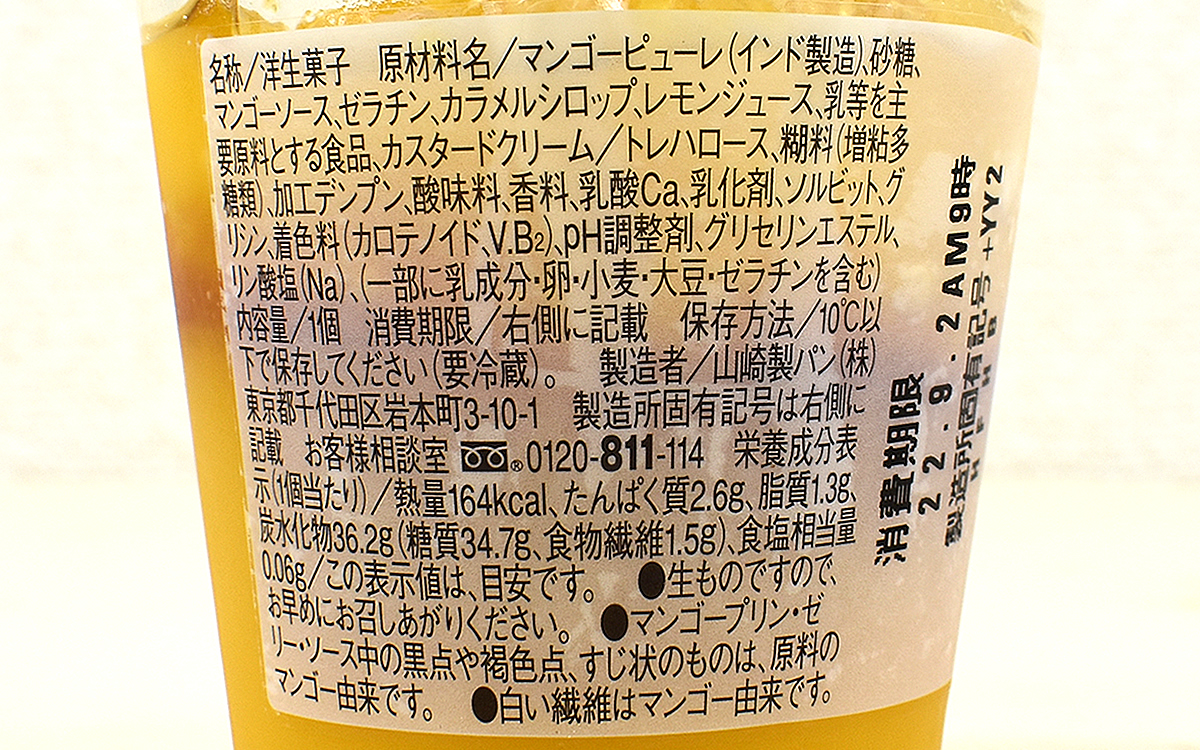 名称／洋生菓子　原材料名／マンゴーピューレ（インド製造）、砂糖、
マンゴーソース、ゼラチン、カラメルシロップ、レモンジュース、乳等を主
要原料とする食品、カスタードクリーム／トレハロース、糊料（増粘多
糖類）、加工デンプン、酸味料、香料、乳酸Ca、乳化剤、ソルビット、グ
リシン、着色料（カロテノイド、V.B2）、pH調整剤、グリセリンエステル、
リン酸塩（Na）、（一部に乳成分・卵・小麦・大豆・ゼラチンを含む）
内容量／1個　消費期限／右側に記載　保存方法／10℃以
下で保存してください（要冷蔵）。　製造者／山崎製パン（株）
東京都千代田区岩本町3-10-1　製造所固有記号は右側に
記載　お客様相談室 ®0120-811-114　栄養成分表
示（1個当たり）／熱量164kcal、たんぱく質2.6g、脂質1.3g、
炭水化物36.2g（糖質34.7g、食物繊維1.5g）、食塩相当量
0.06g／この表示値は、目安です。　●生ものですので、
お早めにお召しあがりください。　●マンゴープリン・ゼ
リー・ソース中の黒点や褐色点、すじ状のものは、原料の
マンゴー由来です。　●白い繊維はマンゴー由来です。
消費期限
22.9.2AM9時
製造所固有記号+YY2